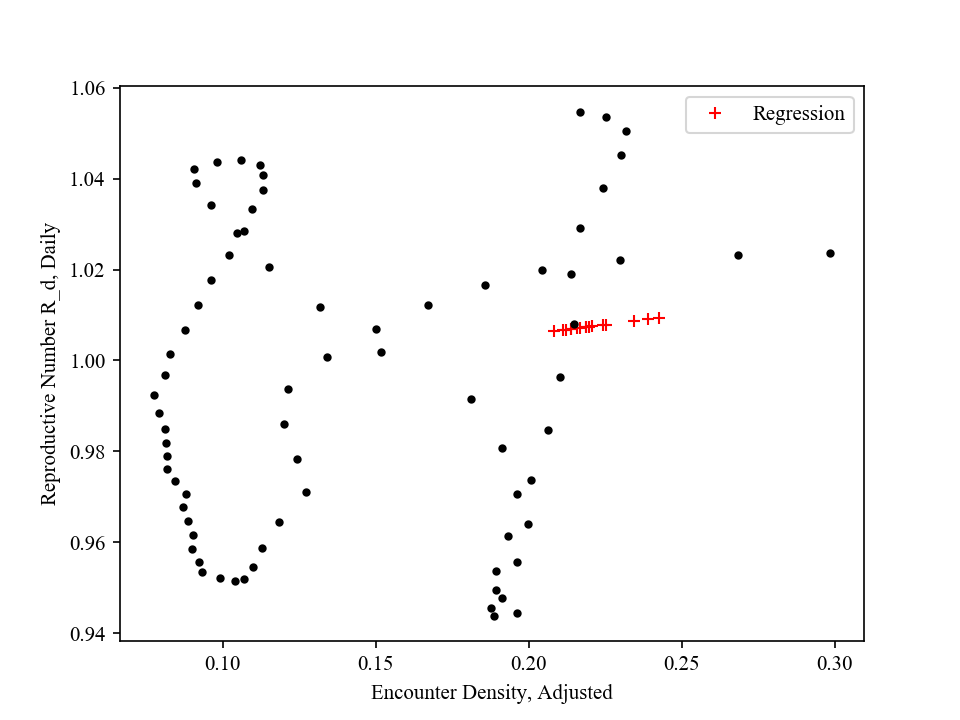 1.06
1.04
1.02
1.00
0.98
0.96
0.94
Reproductive Number R_d, Daily
Regression
0.10 0.15 0.20 0.25 0.30
Encounter Density, Adjusted